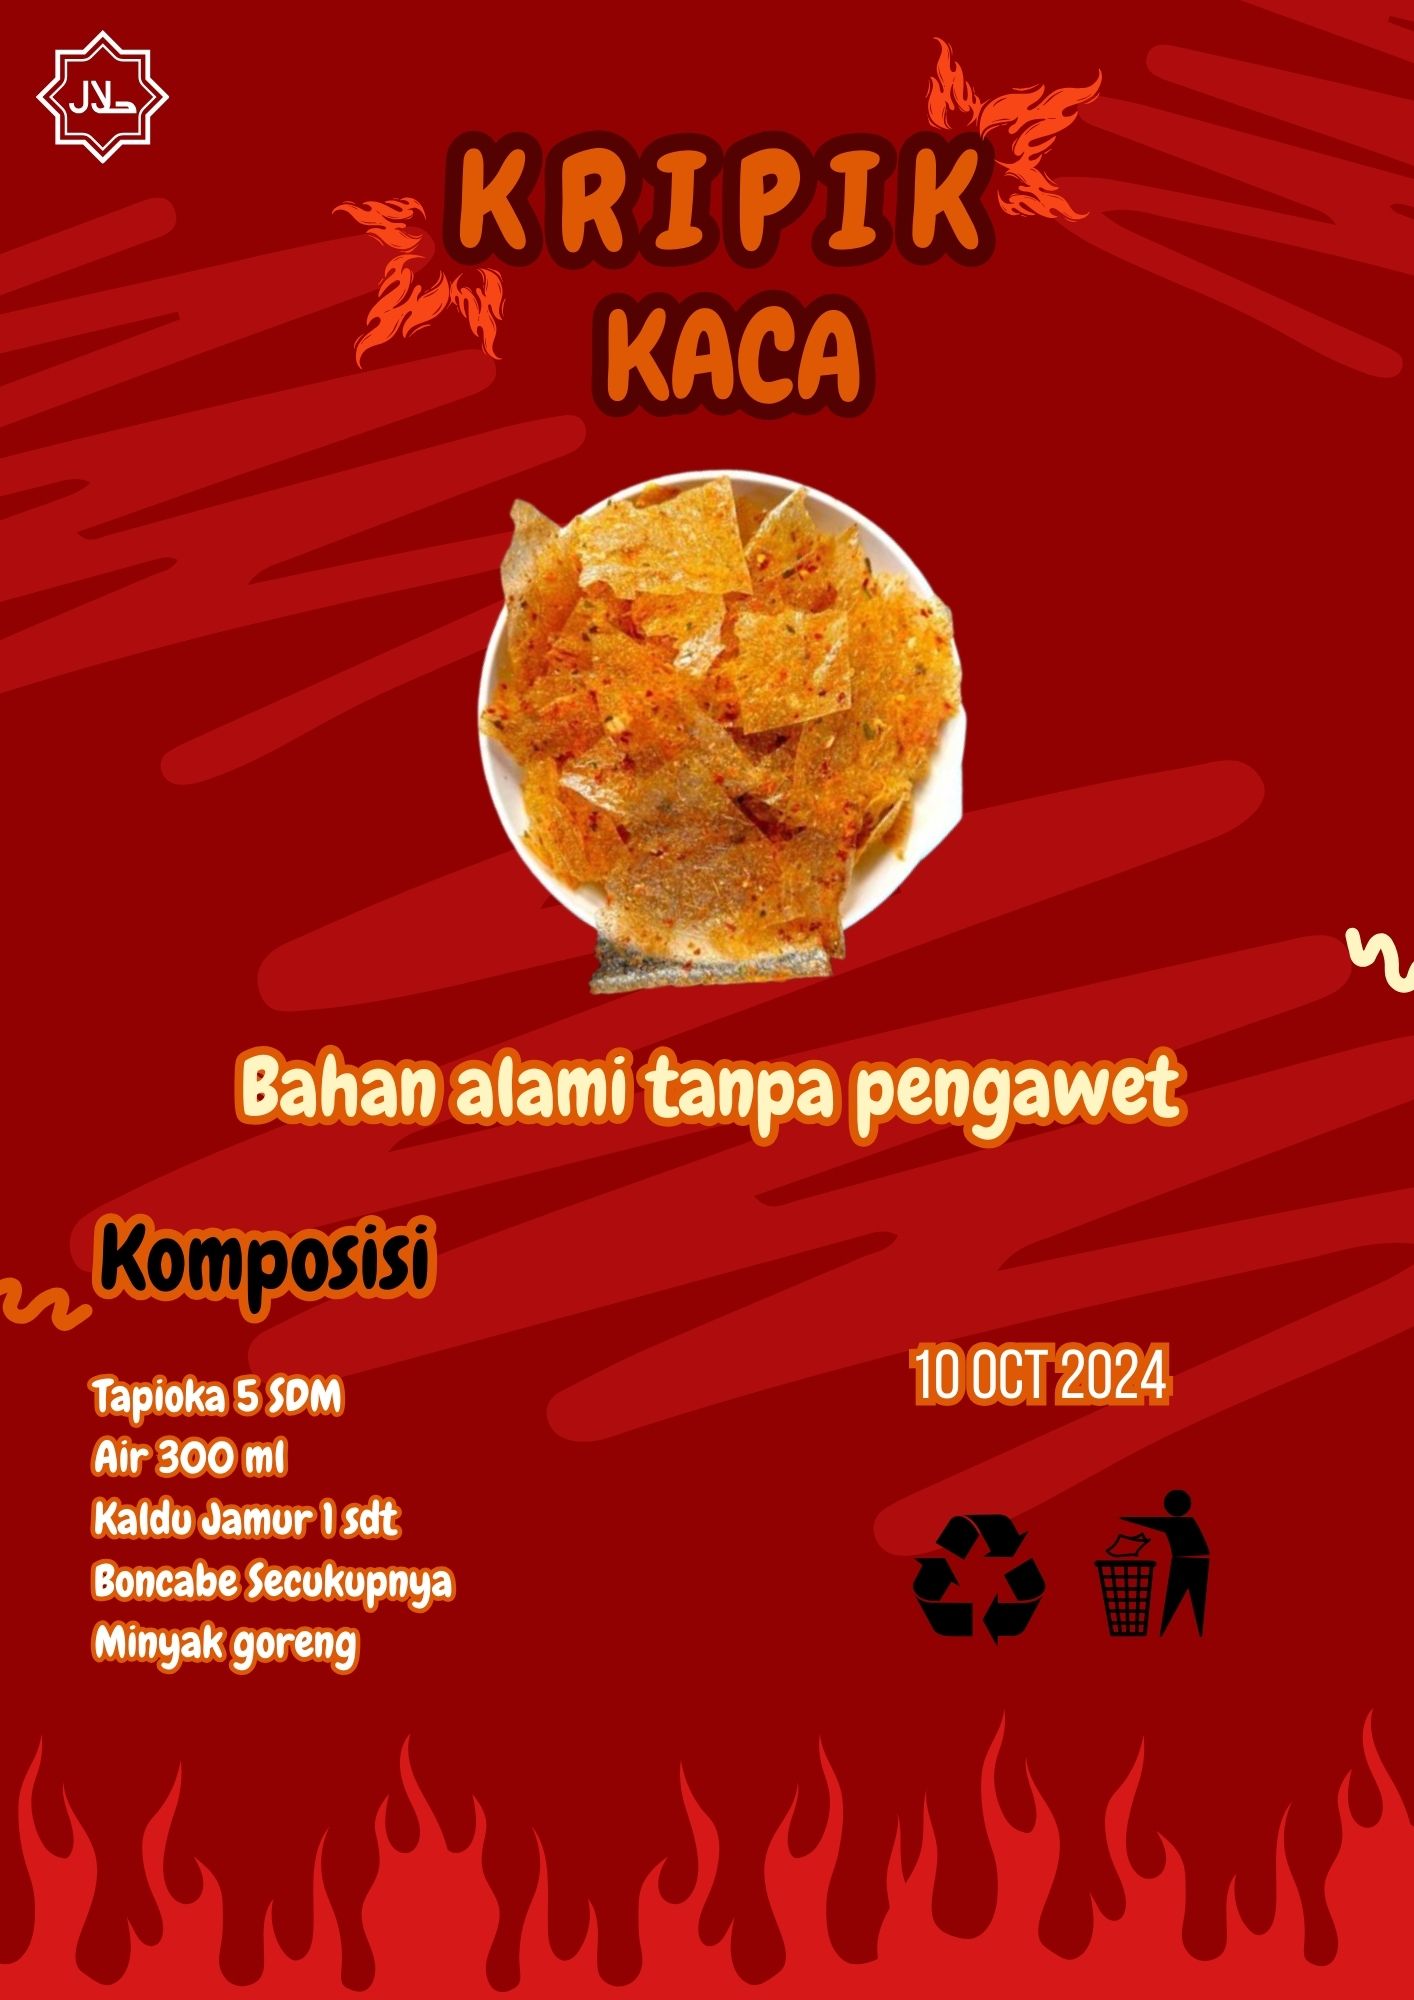 حلال
KRIPIK
KACA
Bahan alami tanpa pengawet
Komposisi
Tapioka 5 SDM
Air 300 ml
Kaldu Jamur 1 sdt
Boncabe Secukupnya
Minyak goreng
10 OCT 2024